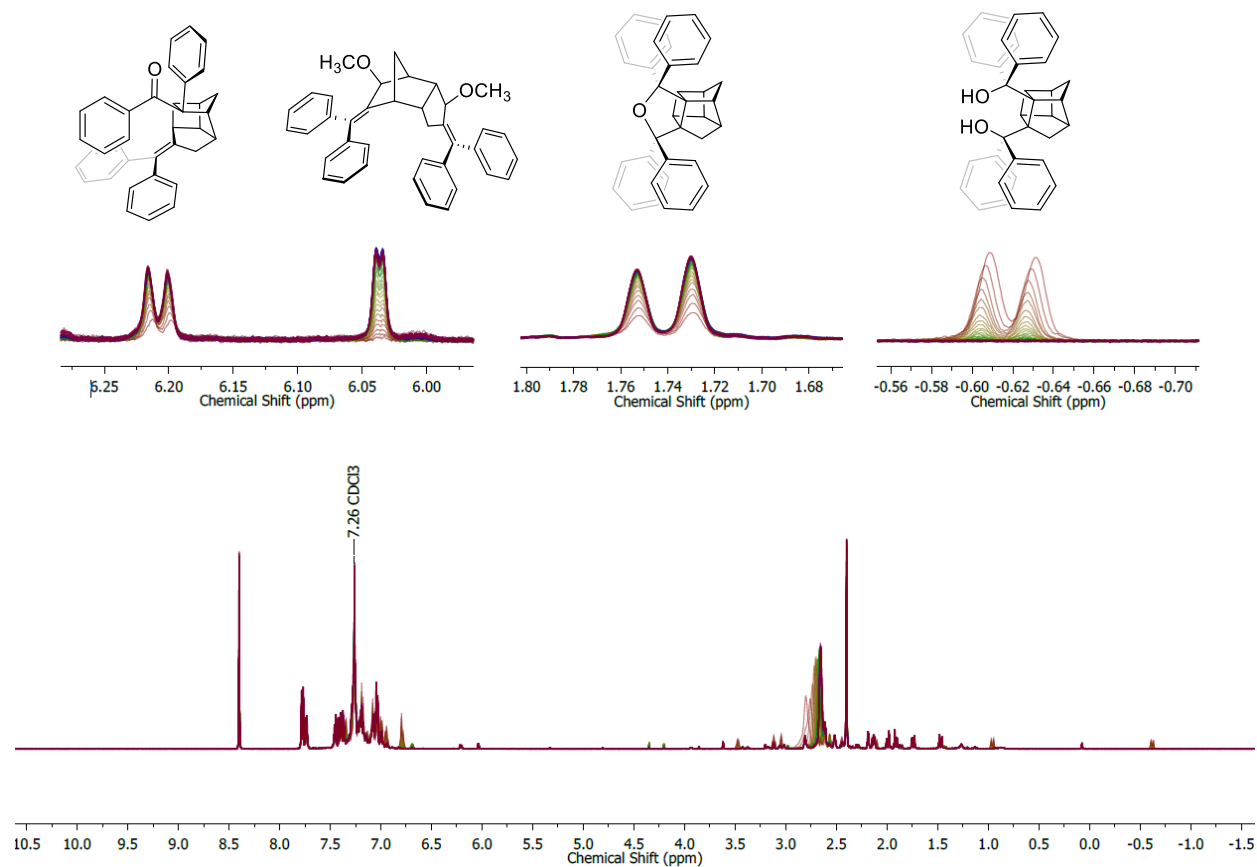 O
H₃CO
OCH₃
O
HO
HO
6.25 6.20 6.15 6.10 6.05 6.00
Chemical Shift (ppm)
1.80 1.78 1.76 1.74 1.72 1.70 1.68
Chemical Shift (ppm)
-0.56 -0.58 -0.60 -0.62 -0.64 -0.66 -0.68 -0.70
Chemical Shift (ppm)
7.26 CDCl3
10.5 10.0 9.5 9.0 8.5 8.0 7.5 7.0 6.5 6.0 5.5 5.0 4.5 4.0 3.5 3.0 2.5 2.0 1.5 1.0 0.5 0.0 -0.5 -1.0 -1.5
Chemical Shift (ppm)